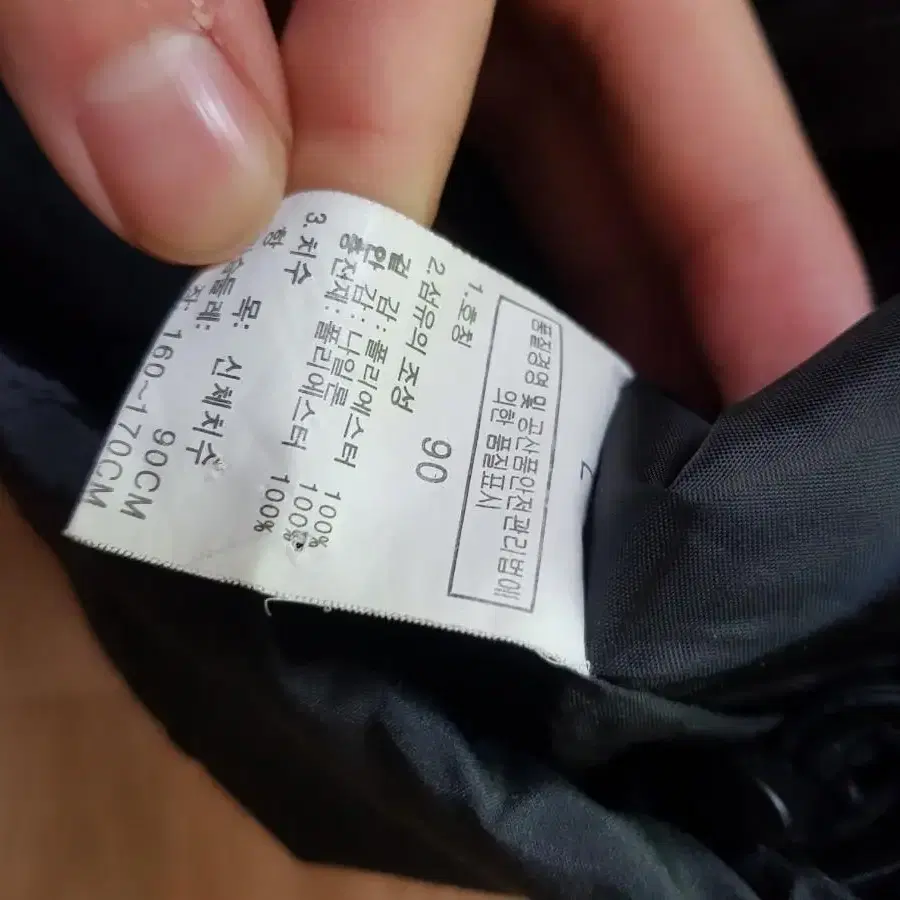 품질경영 및 공산품안전관리법에
의한 품질표시
1.호칭 90
2.섬유의 조성
겉 감: 폴리에스터 100%
안 감: 나일론 100%
충전재: 폴리에스터 100%
3.치수
항 목: 신체치수
슴둘레: 90CM
장: 160~170CM